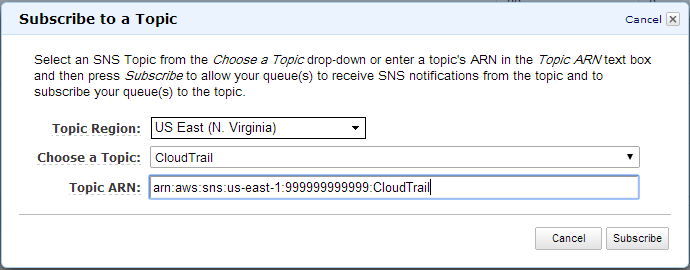 Subscribe to a Topic
Cancel
Select an SNS Topic from the Choose a Topic drop-down or enter a topic's ARN in the Topic ARN text box
and then press Subscribe to allow your queue(s) to receive SNS notifications from the topic and to
subscribe your queue(s) to the topic.
Topic Region: US East (N. Virginia)
Choose a Topic: CloudTrail
Topic ARN: arn:aws:sns:us-east-1:999999999999:CloudTrail
Cancel Subscribe